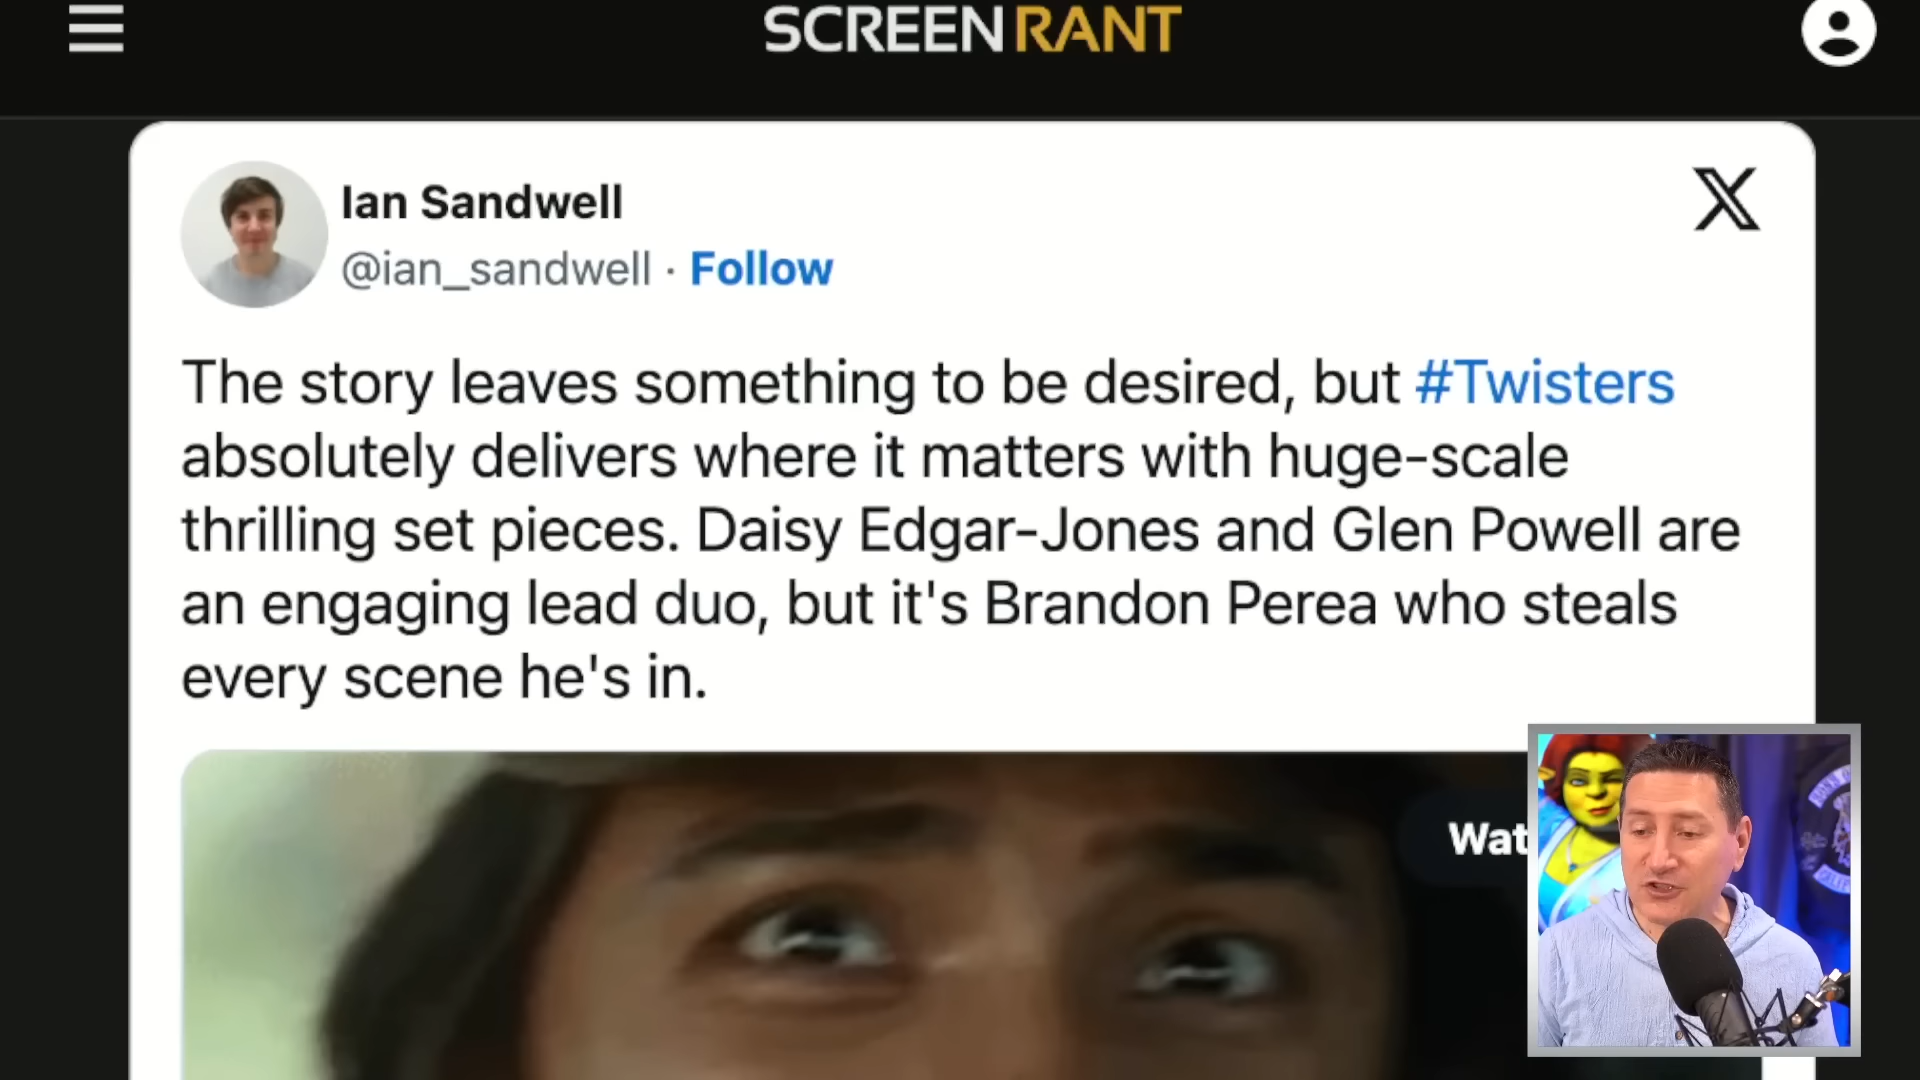 SCREENRANT
Ian Sandwell
@ian_sandwell · Follow
The story leaves something to be desired, but #Twisters
absolutely delivers where it matters with huge-scale
thrilling set pieces. Daisy Edgar-Jones and Glen Powell are
an engaging lead duo, but it's Brandon Perea who steals
every scene he's in.
Wat